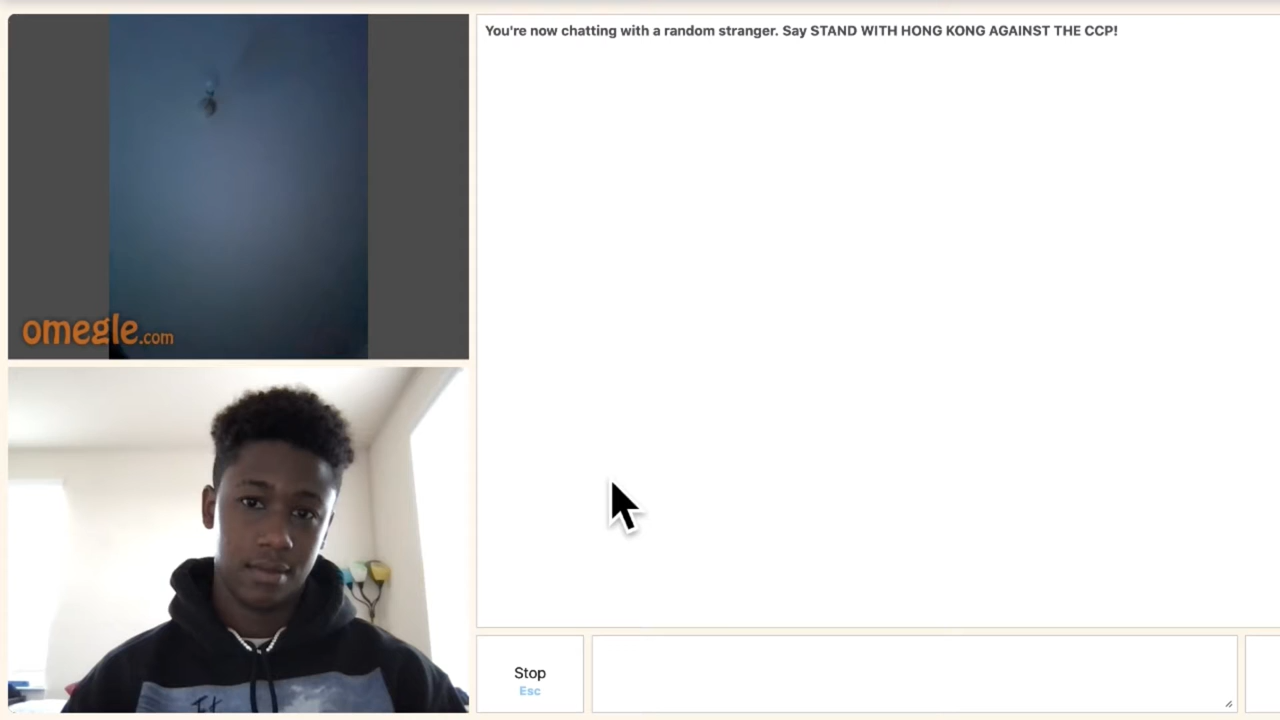 You're now chatting with a random stranger. Say STAND WITH HONG KONG AGAINST THE CCP!
omegle.com
Stop
Esc